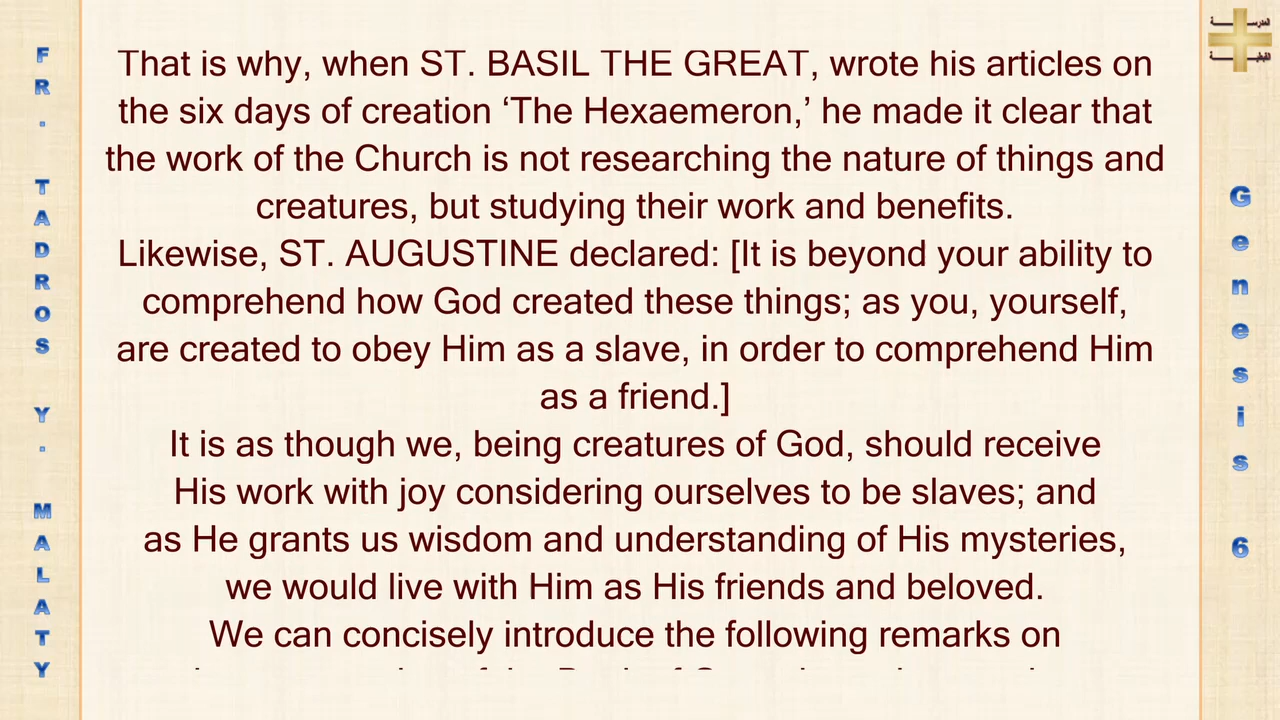 FR. TADROS Y. MALATY
That is why, when ST. BASIL THE GREAT, wrote his articles on
the six days of creation ‘The Hexaemeron,’ he made it clear that
the work of the Church is not researching the nature of things and
creatures, but studying their work and benefits.
Likewise, ST. AUGUSTINE declared: [It is beyond your ability to
comprehend how God created these things; as you, yourself,
are created to obey Him as a slave, in order to comprehend Him
as a friend.]
It is as though we, being creatures of God, should receive
His work with joy considering ourselves to be slaves; and
as He grants us wisdom and understanding of His mysteries,
we would live with Him as His friends and beloved.
We can concisely introduce the following remarks on
Genesis 6